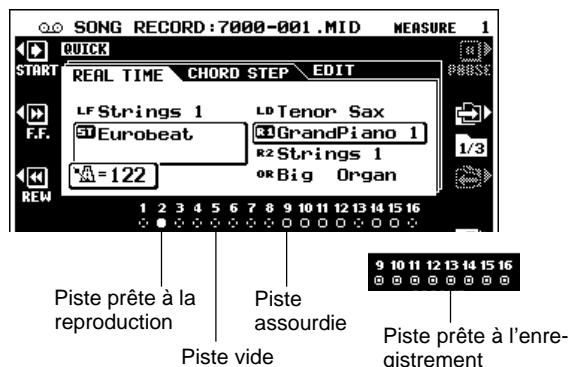 SONG RECORD:7000-001.MID MEASURE 1
QUICK
START PAUSE
REAL TIME CHORD STEP EDIT
LF Strings 1 LD Tenor Sax
ST Eurobeat R1 GrandPiano 1
F.F.
R2 Strings 1 1/3
=122 OR Big Organ
REW
1 2 3 4 5 6 7 8 9 10 11 12 13 14 15 16
9 10 11 12 13 14 15 16
Piste prête à la
reproduction
Piste
assourdie
Piste vide
Piste prête à l’enre-
gistrement